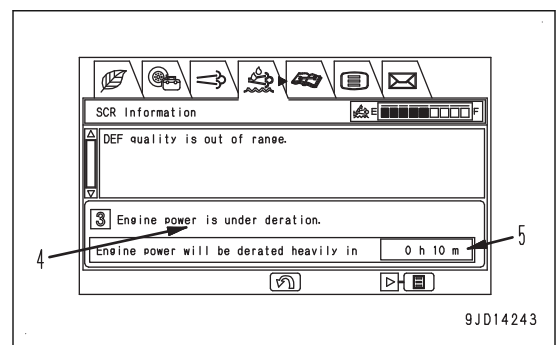 SCR Information
E F
DEF quality is out of range.
3 Engine power is under deration.
Engine power will be derated heavily in 0 h 10 m
4
5
9JD14243